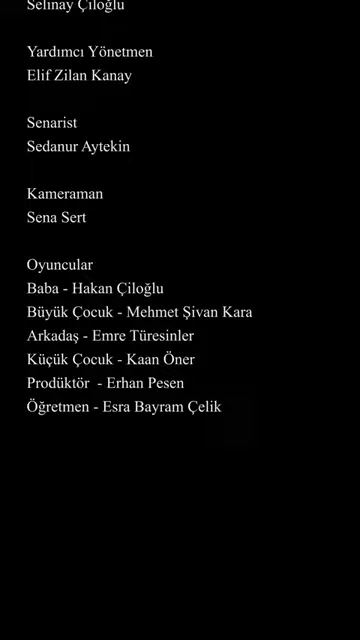 Selinay Çiloğlu
Yardımcı Yönetmen
Elif Zilan Kanay
Senarist
Sedanur Aytekin
Kameraman
Sena Sert
Oyuncular
Baba - Hakan Çiloğlu
Büyük Çocuk - Mehmet Şivan Kara
Arkadaş - Emre Türesinler
Küçük Çocuk - Kaan Öner
Prodüktör  - Erhan Pesen
Öğretmen - Esra Bayram Çelik